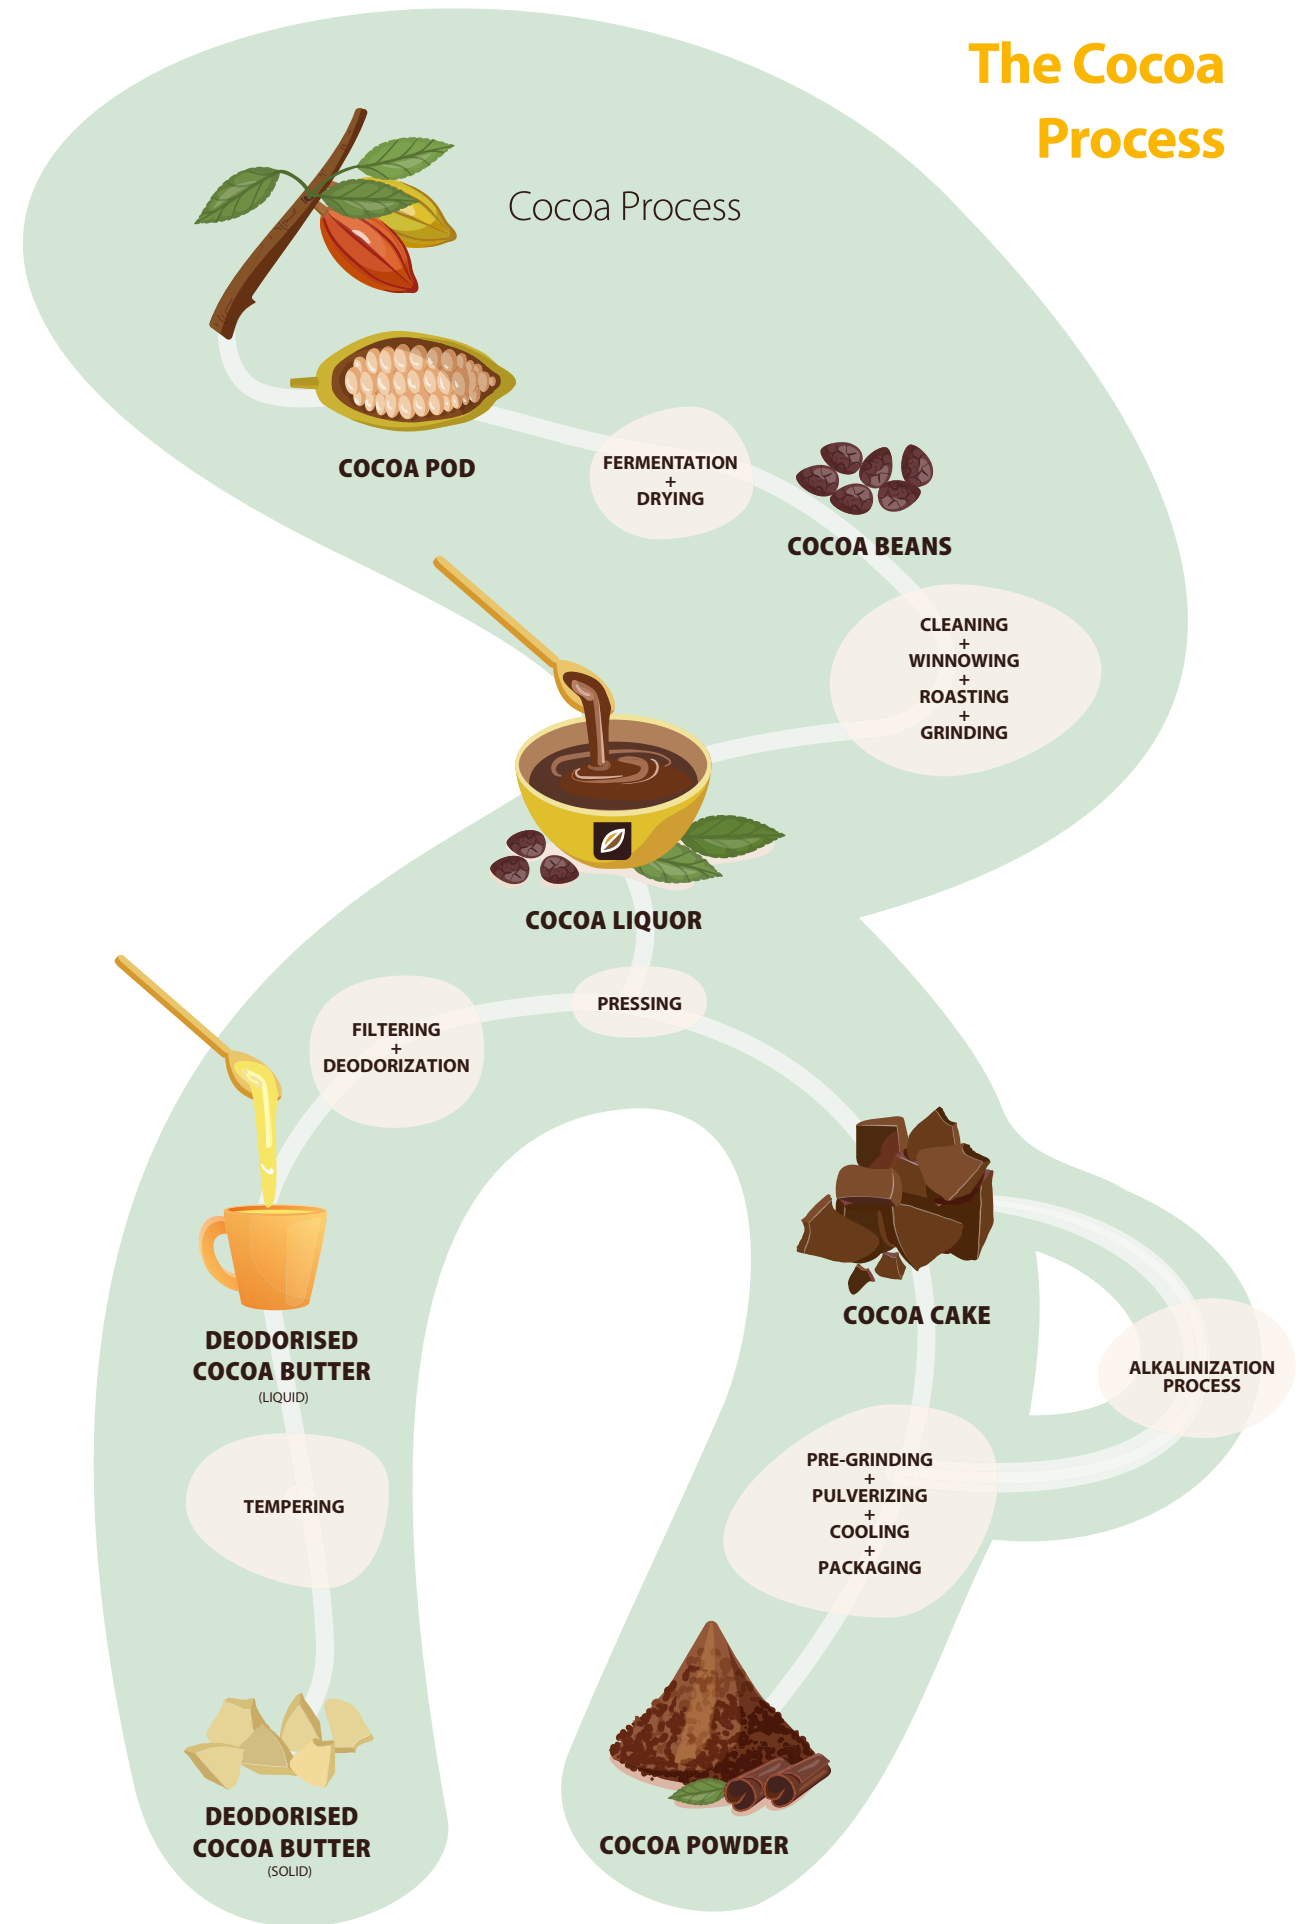 The Cocoa
Process
Cocoa Process
COCOA POD
FERMENTATION
+
DRYING
COCOA BEANS
CLEANING
+
WINNOWING
+
ROASTING
+
GRINDING
COCOA LIQUOR
PRESSING
FILTERING
+
DEODORIZATION
DEODORISED
COCOA BUTTER
(LIQUID)
TEMPERING
DEODORISED
COCOA BUTTER
(SOLID)
COCOA CAKE
ALKALINIZATION
PROCESS
PRE-GRINDING
+
PULVERIZING
+
COOLING
+
PACKAGING
COCOA POWDER